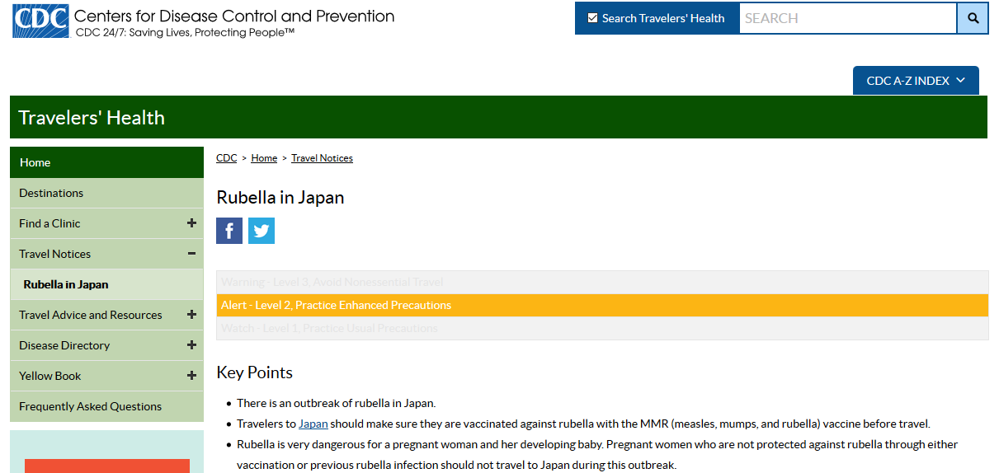 CDC
Centers for Disease Control and Prevention
CDC 24/7: Saving Lives, Protecting People™
Search Travelers' Health
SEARCH
CDC A-Z INDEX
Travelers' Health
Home
Destinations
Find a Clinic
Travel Notices
Rubella in Japan
Travel Advice and Resources
Disease Directory
Yellow Book
Frequently Asked Questions
CDC > Home > Travel Notices
Rubella in Japan
Warning - Level 3, Avoid Nonessential Travel
Alert - Level 2, Practice Enhanced Precautions
Watch - Level 1, Practice Usual Precautions
Key Points
There is an outbreak of rubella in Japan.
Travelers to Japan should make sure they are vaccinated against rubella with the MMR (measles, mumps, and rubella) vaccine before travel.
Rubella is very dangerous for a pregnant woman and her developing baby. Pregnant women who are not protected against rubella through either
vaccination or previous rubella infection should not travel to Japan during this outbreak.